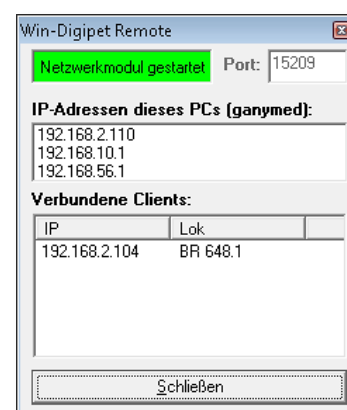 Win-Digipet Remote
Netzwerkmodul gestartet Port: 15209
IP-Adressen dieses PCs (ganymed):
192.168.2.110
192.168.10.1
192.168.56.1
Verbundene Clients:
IP Lok
192.168.2.104 BR 648.1
Schließen